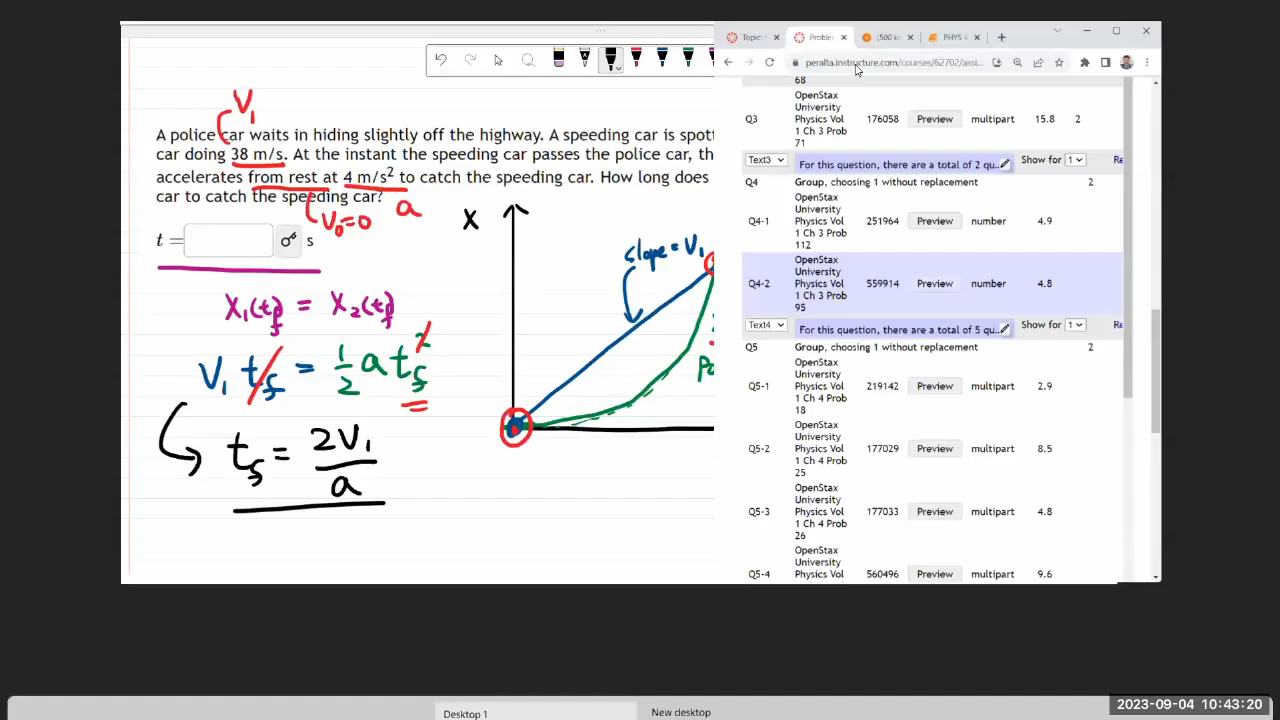 V₁
A police car waits in hiding slightly off the highway. A speeding car is spott
car doing 38 m/s. At the instant the speeding car passes the police car, th
accelerates from rest at 4 m/s² to catch the speeding car. How long does
car to catch the speeding car?
V₀=0
a
t =
σ⁶ s
x₁(tf) = x₂(tf)
V₁ tf = ½ a tf²
tf = 2V₁/a
X
slope = V₁
Topic:
Problem
(500 k
PHYS 4
peralta.instructure.com/courses/62702/assi...
68
Q3 OpenStax University Physics Vol 1 Ch 3 Prob 71 176058 Preview multipart 15.8 2
Text3 For this question, there are a total of 2 qu... Show for 1 Re
Q4 Group, choosing 1 without replacement 2
Q4-1 OpenStax University Physics Vol 1 Ch 3 Prob 112 251964 Preview number 4.9
Q4-2 OpenStax University Physics Vol 1 Ch 3 Prob 95 559914 Preview number 4.8
Text4 For this question, there are a total of 5 qu... Show for 1 Re
Q5 Group, choosing 1 without replacement 2
Q5-1 OpenStax University Physics Vol 1 Ch 4 Prob 18 219142 Preview multipart 2.9
Q5-2 OpenStax University Physics Vol 1 Ch 4 Prob 25 177029 Preview multipart 8.5
Q5-3 OpenStax University Physics Vol 1 Ch 4 Prob 26 177033 Preview multipart 4.8
Q5-4 OpenStax University Physics Vol 560496 Preview multipart 9.6
Desktop 1
New desktop
2023-09-04 10:43:20